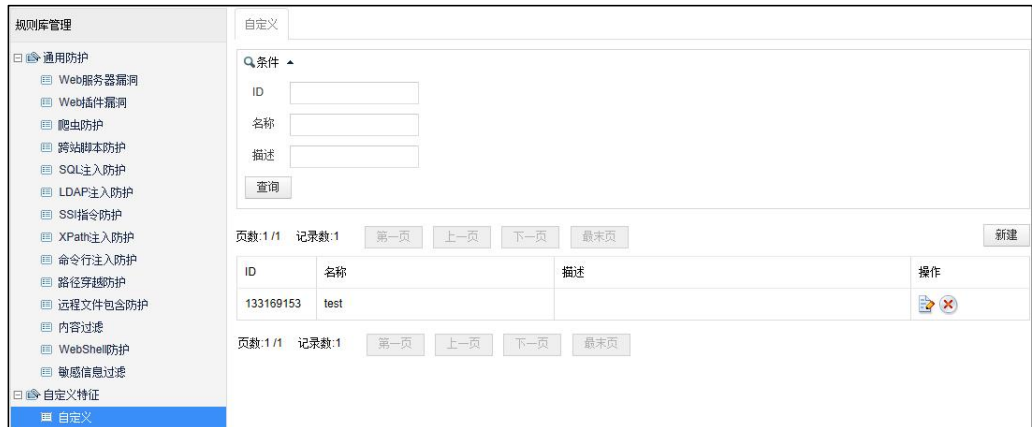 规则库管理
通用防护
Web服务器漏洞
Web插件漏洞
爬虫防护
跨站脚本防护
SQL注入防护
LDAP注入防护
SSI指令防护
XPath注入防护
命令行注入防护
路径穿越防护
远程文件包含防护
内容过滤
WebShell防护
敏感信息过滤
自定义特征
自定义
自定义
条件
ID
名称
描述
查询
页数:1 /1 记录数:1 第一页 上一页 下一页 最末页 新建
ID 名称 描述 操作
133169153 test
页数:1 /1 记录数:1 第一页 上一页 下一页 最末页